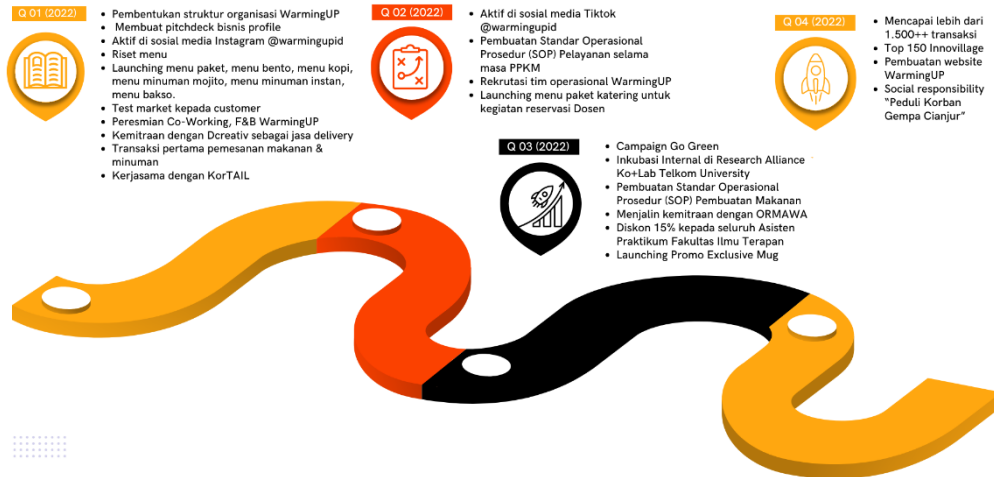 Q 01 (2022)
• Pembentukan struktur organisasi WarmingUP
• Membuat pitchdeck bisnis profile
• Aktif di sosial media Instagram @warmingupid
• Riset menu
• Launching menu paket, menu bento, menu kopi,
menu minuman mojito, menu minuman instan,
menu bakso.
• Test market kepada customer
• Peresmian Co-Working, F&B WarmingUP
• Kemitraan dengan Dcreativ sebagai jasa delivery
• Transaksi pertama pemesanan makanan &
minuman
• Kerjasama dengan KorTAIL
Q 02 (2022)
• Aktif di sosial media Tiktok
@warmingupid
• Pembuatan Standar Operasional
Prosedur (SOP) Pelayanan selama
masa PPKM
• Rekrutasi tim operasional WarmingUP
• Launching menu paket katering untuk
kegiatan reservasi Dosen
Q 03 (2022)
• Campaign Go Green
• Inkubasi Internal di Research Alliance
Ko+Lab Telkom University
• Pembuatan Standar Operasional
Prosedur (SOP) Pembuatan Makanan
• Menjalin kemitraan dengan ORMAWA
• Diskon 15% kepada seluruh Asisten
Praktikum Fakultas Ilmu Terapan
• Launching Promo Exclusive Mug
Q 04 (2022)
• Mencapai lebih dari
1.500++ transaksi
• Top 150 Innovillage
• Pembuatan website
WarmingUP
• Social responsibility
“Peduli Korban
Gempa Cianjur”